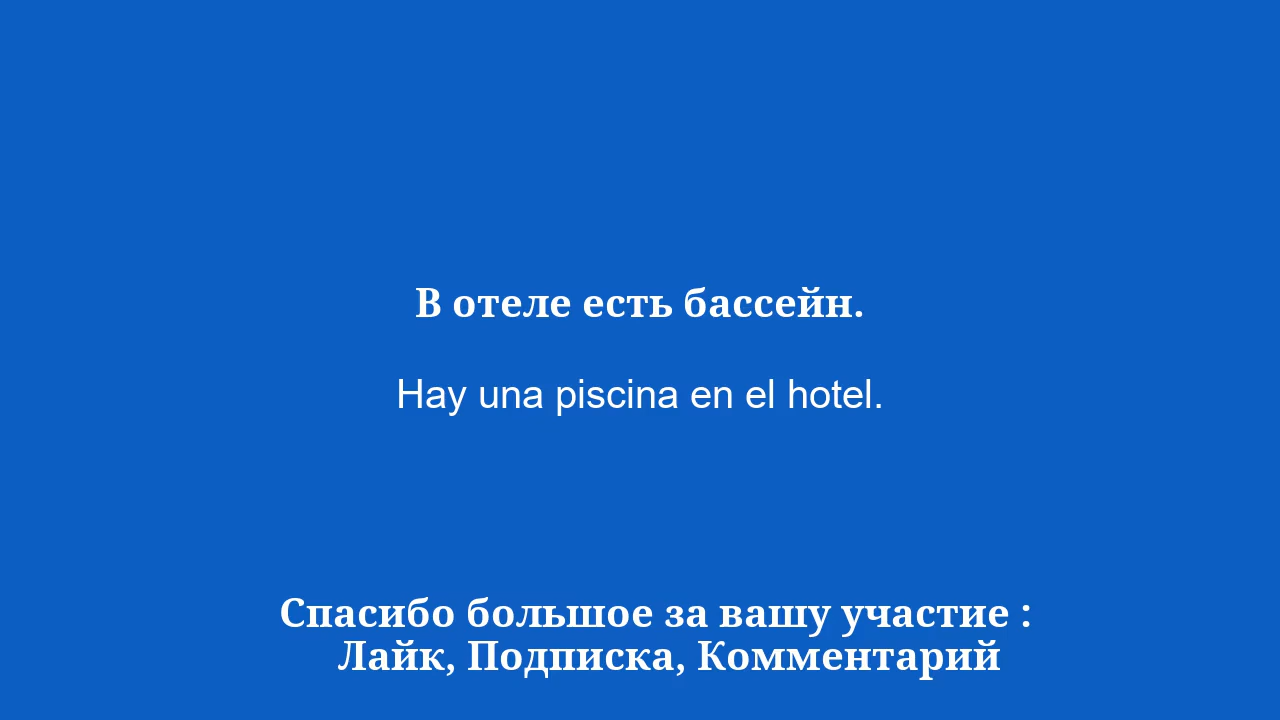 В отеле есть бассейн.
Hay una piscina en el hotel.
Спасибо большое за вашу участие :
Лайк, Подписка, Комментарий